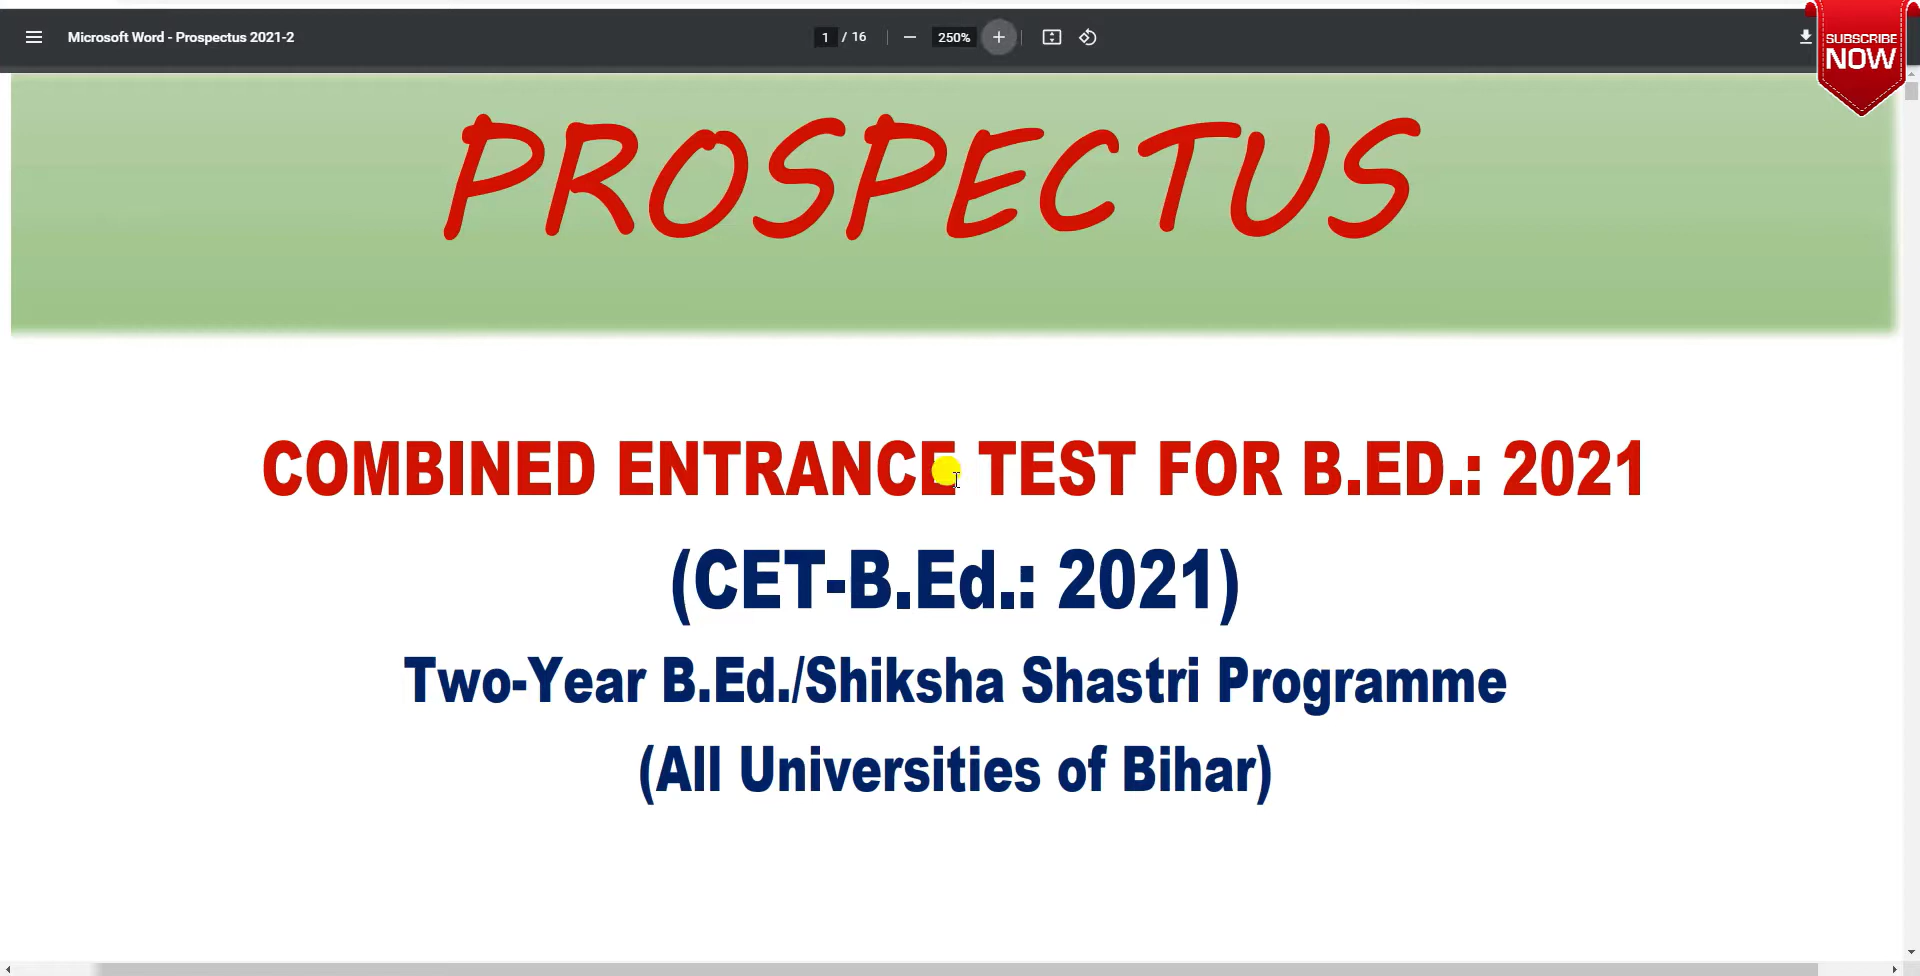 Microsoft Word - Prospectus 2021-2
1 / 16
250%
SUBSCRIBE
NOW
PROSPECTUS
COMBINED ENTRANCE TEST FOR B.ED.: 2021
(CET-B.Ed.: 2021)
Two-Year B.Ed./Shiksha Shastri Programme
(All Universities of Bihar)